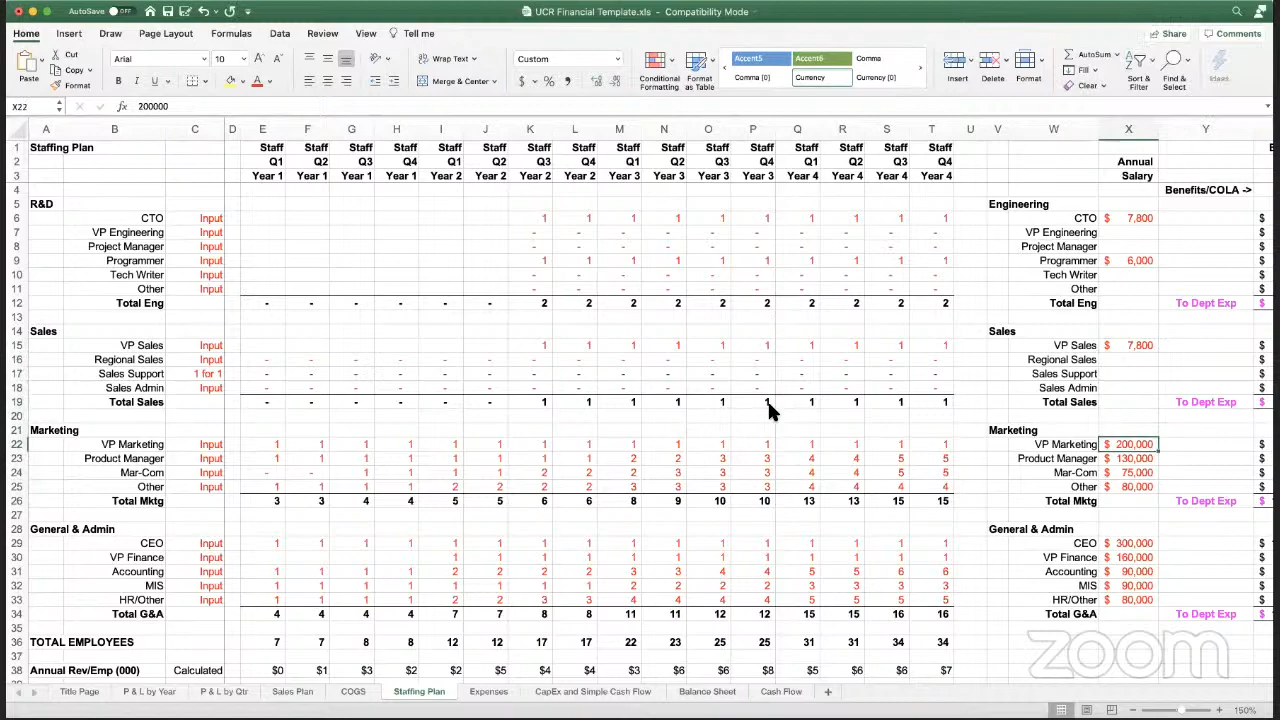 AutoSave OFF UCR Financial Template.xls - Compatibility Mode
Home Insert Draw Page Layout Formulas Data Review View Tell me Share Comments
Paste Cut Copy Format Arial 10 Wrap Text Merge & Center Custom Conditional Formatting Format as Table Accent5 Accent6 Comma Comma [0] Currency Currency [0] Insert Delete Format AutoSum Fill Clear Sort & Filter Find & Select Ideas
X22 fx 200000
A B C D E F G H I J K L M N O P Q R S T U V W X Y
1 Staffing Plan Staff Staff Staff Staff Staff Staff Staff Staff Staff Staff Staff Staff Staff Staff Staff Staff
2 Q1 Q2 Q3 Q4 Q1 Q2 Q3 Q4 Q1 Q2 Q3 Q4 Q1 Q2 Q3 Q4 Annual
3 Year 1 Year 1 Year 1 Year 1 Year 2 Year 2 Year 2 Year 2 Year 3 Year 3 Year 3 Year 3 Year 4 Year 4 Year 4 Year 4 Salary
4 Benefits/COLA ->
5 R&D Engineering
6 CTO Input 1 1 1 1 1 1 1 1 1 1 CTO $ 7,800 $
7 VP Engineering Input - - - - - - - - - - VP Engineering $
8 Project Manager Input - - - - - - - - - - Project Manager $
9 Programmer Input 1 1 1 1 1 1 1 1 1 1 Programmer $ 6,000 $
10 Tech Writer Input - - - - - - - - - - Tech Writer $
11 Other Input - - - - - - - - - - Other $
12 Total Eng - - - - - - 2 2 2 2 2 2 2 2 2 2 Total Eng To Dept Exp $
13
14 Sales Sales
15 VP Sales Input 1 1 1 1 1 1 1 1 1 1 VP Sales $ 7,800 $
16 Regional Sales Input - - - - - - - - - - - - - - - - Regional Sales $
17 Sales Support 1 for 1 - - - - - - - - - - - - - - - - Sales Support $
18 Sales Admin Input - - - - - - - - - - - - - - - - Sales Admin $
19 Total Sales - - - - - - 1 1 1 1 1 1 1 1 1 1 Total Sales To Dept Exp $
20
21 Marketing Marketing
22 VP Marketing Input 1 1 1 1 1 1 1 1 1 1 1 1 1 1 1 1 VP Marketing $ 200,000 $
23 Product Manager Input 1 1 1 1 1 1 1 1 2 2 3 3 4 4 5 5 Product Manager $ 130,000 $
24 Mar-Com Input - - 1 1 1 1 2 2 2 3 3 3 4 4 5 5 Mar-Com $ 75,000 $
25 Other Input 1 1 1 1 2 2 2 2 3 3 3 3 4 4 4 4 Other $ 80,000 $
26 Total Mktg 3 3 4 4 5 5 6 6 8 9 10 10 13 13 15 15 Total Mktg To Dept Exp $
27
28 General & Admin General & Admin
29 CEO Input 1 1 1 1 1 1 1 1 1 1 1 1 1 1 1 1 CEO $ 300,000 $
30 VP Finance Input 1 1 1 1 1 1 1 1 1 1 1 1 VP Finance $ 160,000 $
31 Accounting Input 1 1 1 1 2 2 2 2 3 3 4 4 5 5 6 6 Accounting $ 90,000 $
32 MIS Input 1 1 1 1 1 1 1 1 2 2 2 2 3 3 3 3 MIS $ 90,000 $
33 HR/Other Input 1 1 1 1 2 2 3 3 4 4 4 4 5 5 5 5 HR/Other $ 80,000 $
34 Total G&A 4 4 4 4 7 7 8 8 11 11 12 12 15 15 16 16 Total G&A To Dept Exp $
35
36 TOTAL EMPLOYEES 7 7 8 8 12 12 17 17 22 23 25 25 31 31 34 34
37
38 Annual Rev/Emp (000) Calculated $0 $1 $3 $2 $2 $5 $4 $4 $3 $6 $6 $8 $5 $6 $6 $7
zoom
Title Page P & L by Year P & L by Qtr Sales Plan COGS Staffing Plan Expenses CapEx and Simple Cash Flow Balance Sheet Cash Flow +
150%